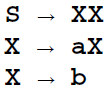 S → XX
X → aX
X → b